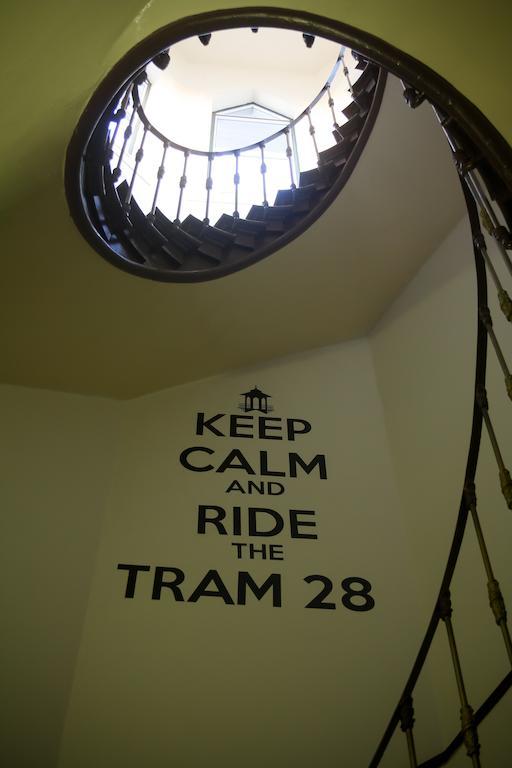 KEEP
CALM
AND
RIDE
THE
TRAM 28